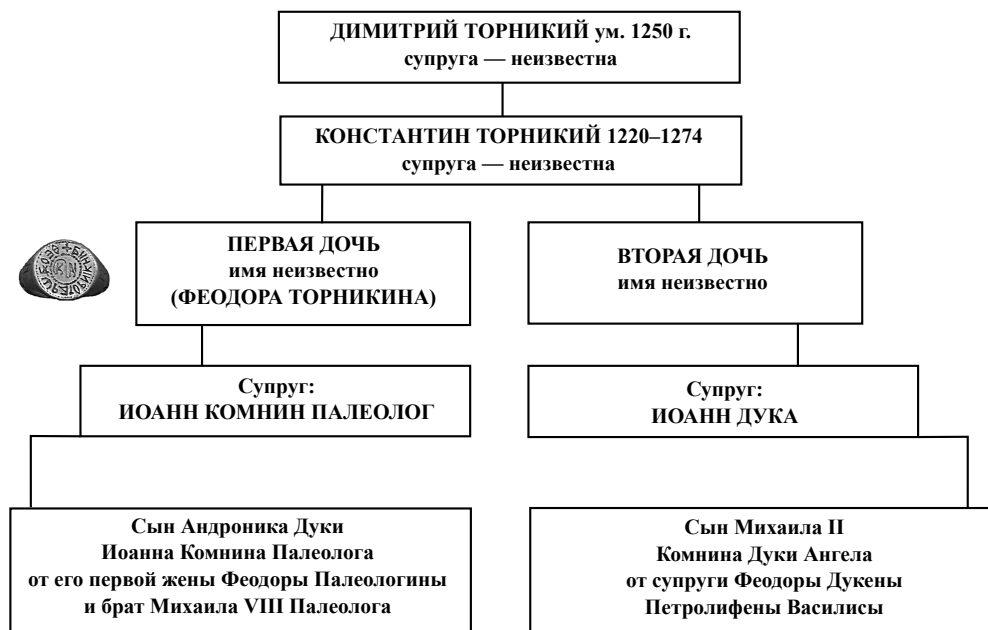 ДИМИТРИЙ ТОРНИКИЙ ум. 1250 г.
супруга — неизвестна
КОНСТАНТИН ТОРНИКИЙ 1220–1274
супруга — неизвестна
ПЕРВАЯ ДОЧЬ
имя неизвестно
(ФЕОДОРА ТОРНИКИНА)
ВТОРАЯ ДОЧЬ
имя неизвестно
Супруг:
ИОАНН КОМНИН ПАЛЕОЛОГ
Супруг:
ИОАНН ДУКА
Сын Андроника Дуки
Иоанна Комнина Палеолога
от его первой жены Феодоры Палеологины
и брат Михаила VIII Палеолога
Сын Михаила II
Комнина Дуки Ангела
от супруги Феодоры Дукены
Петролифены Василисы